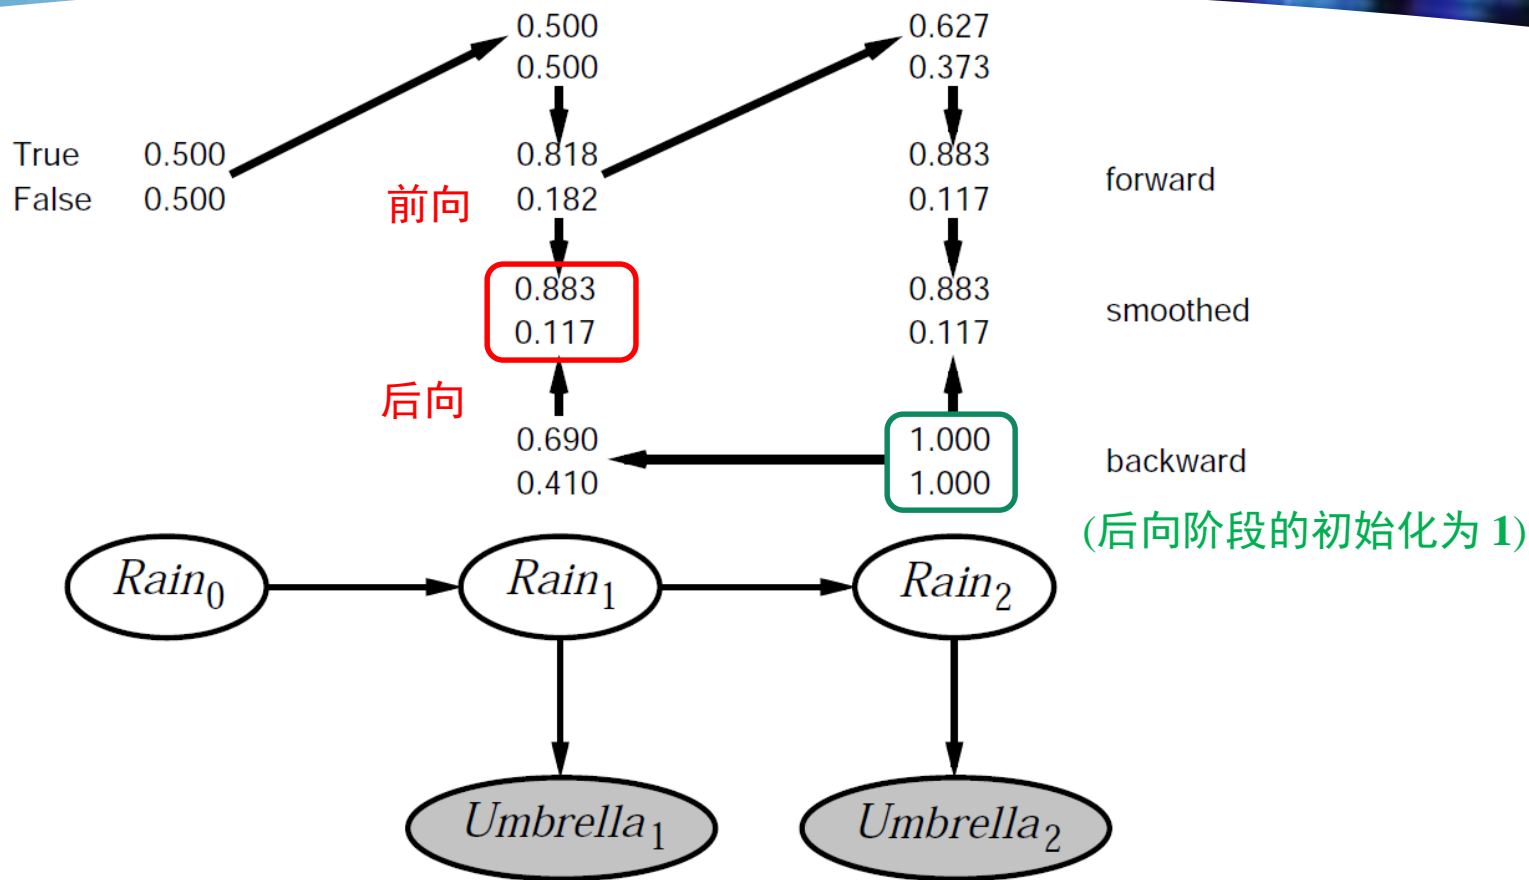 0.500 0.627
0.500 0.373
True 0.500 0.818 0.883
forward
False 0.500 前向 0.182 0.117
0.883 0.883
smoothed
0.117 0.117
后向
0.690 1.000
backward
0.410 1.000
(后向阶段的初始化为 1)
Rain0 Rain1 Rain2
Umbrella1 Umbrella2